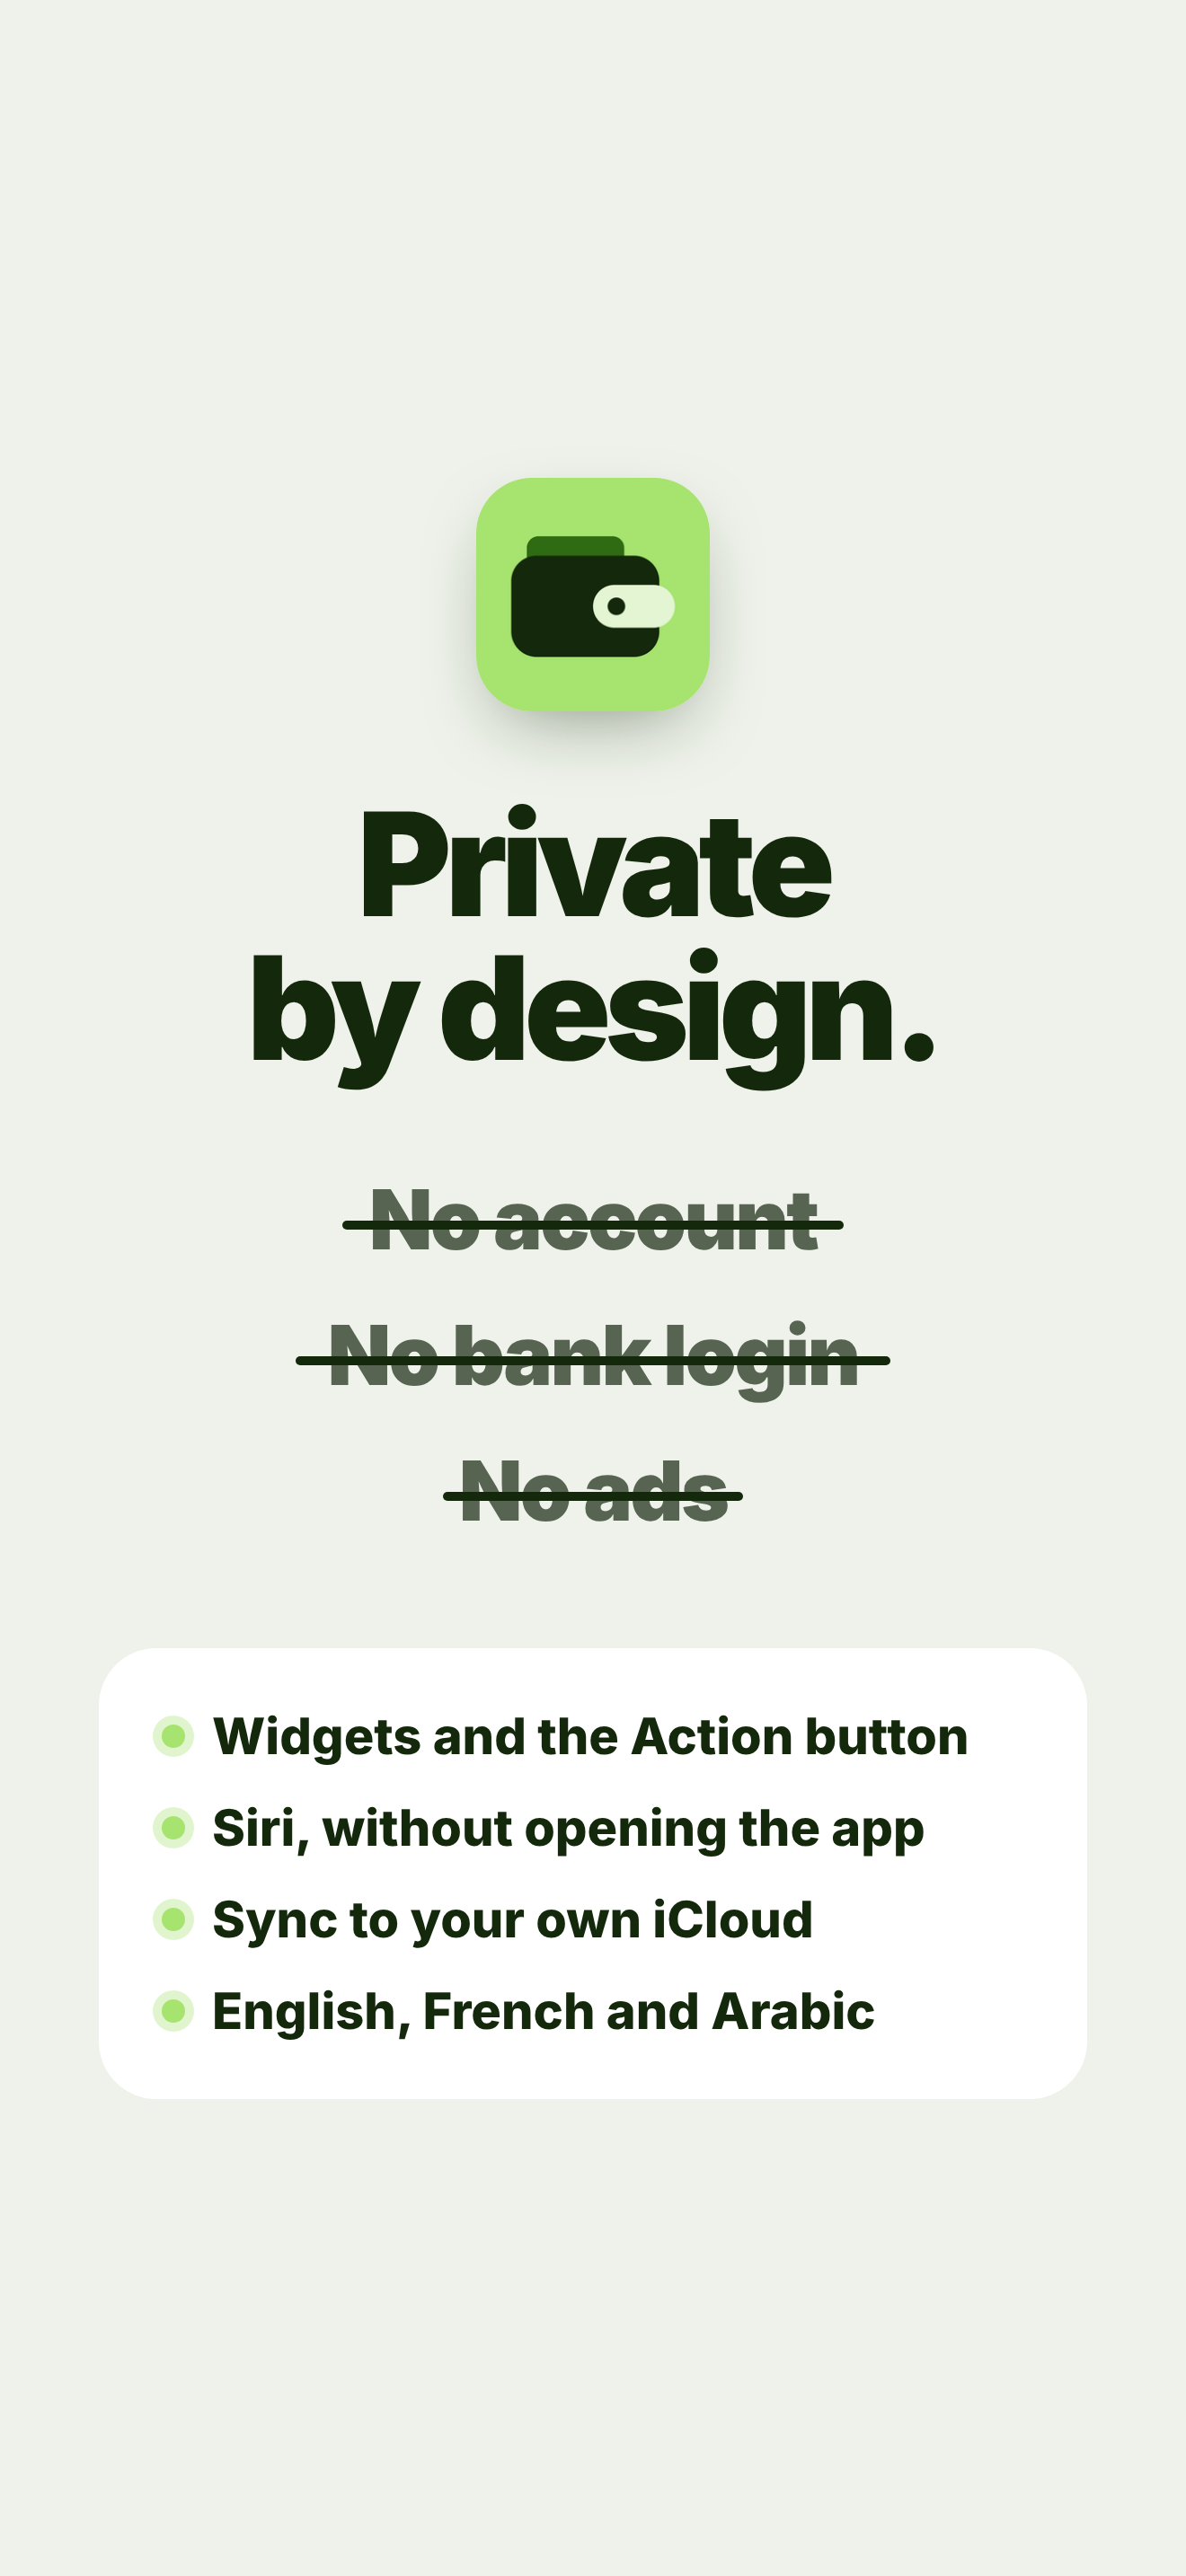 Private
by design.
No account
No bank login
No ads
Widgets and the Action button
Siri, without opening the app
Sync to your own iCloud
English, French and Arabic